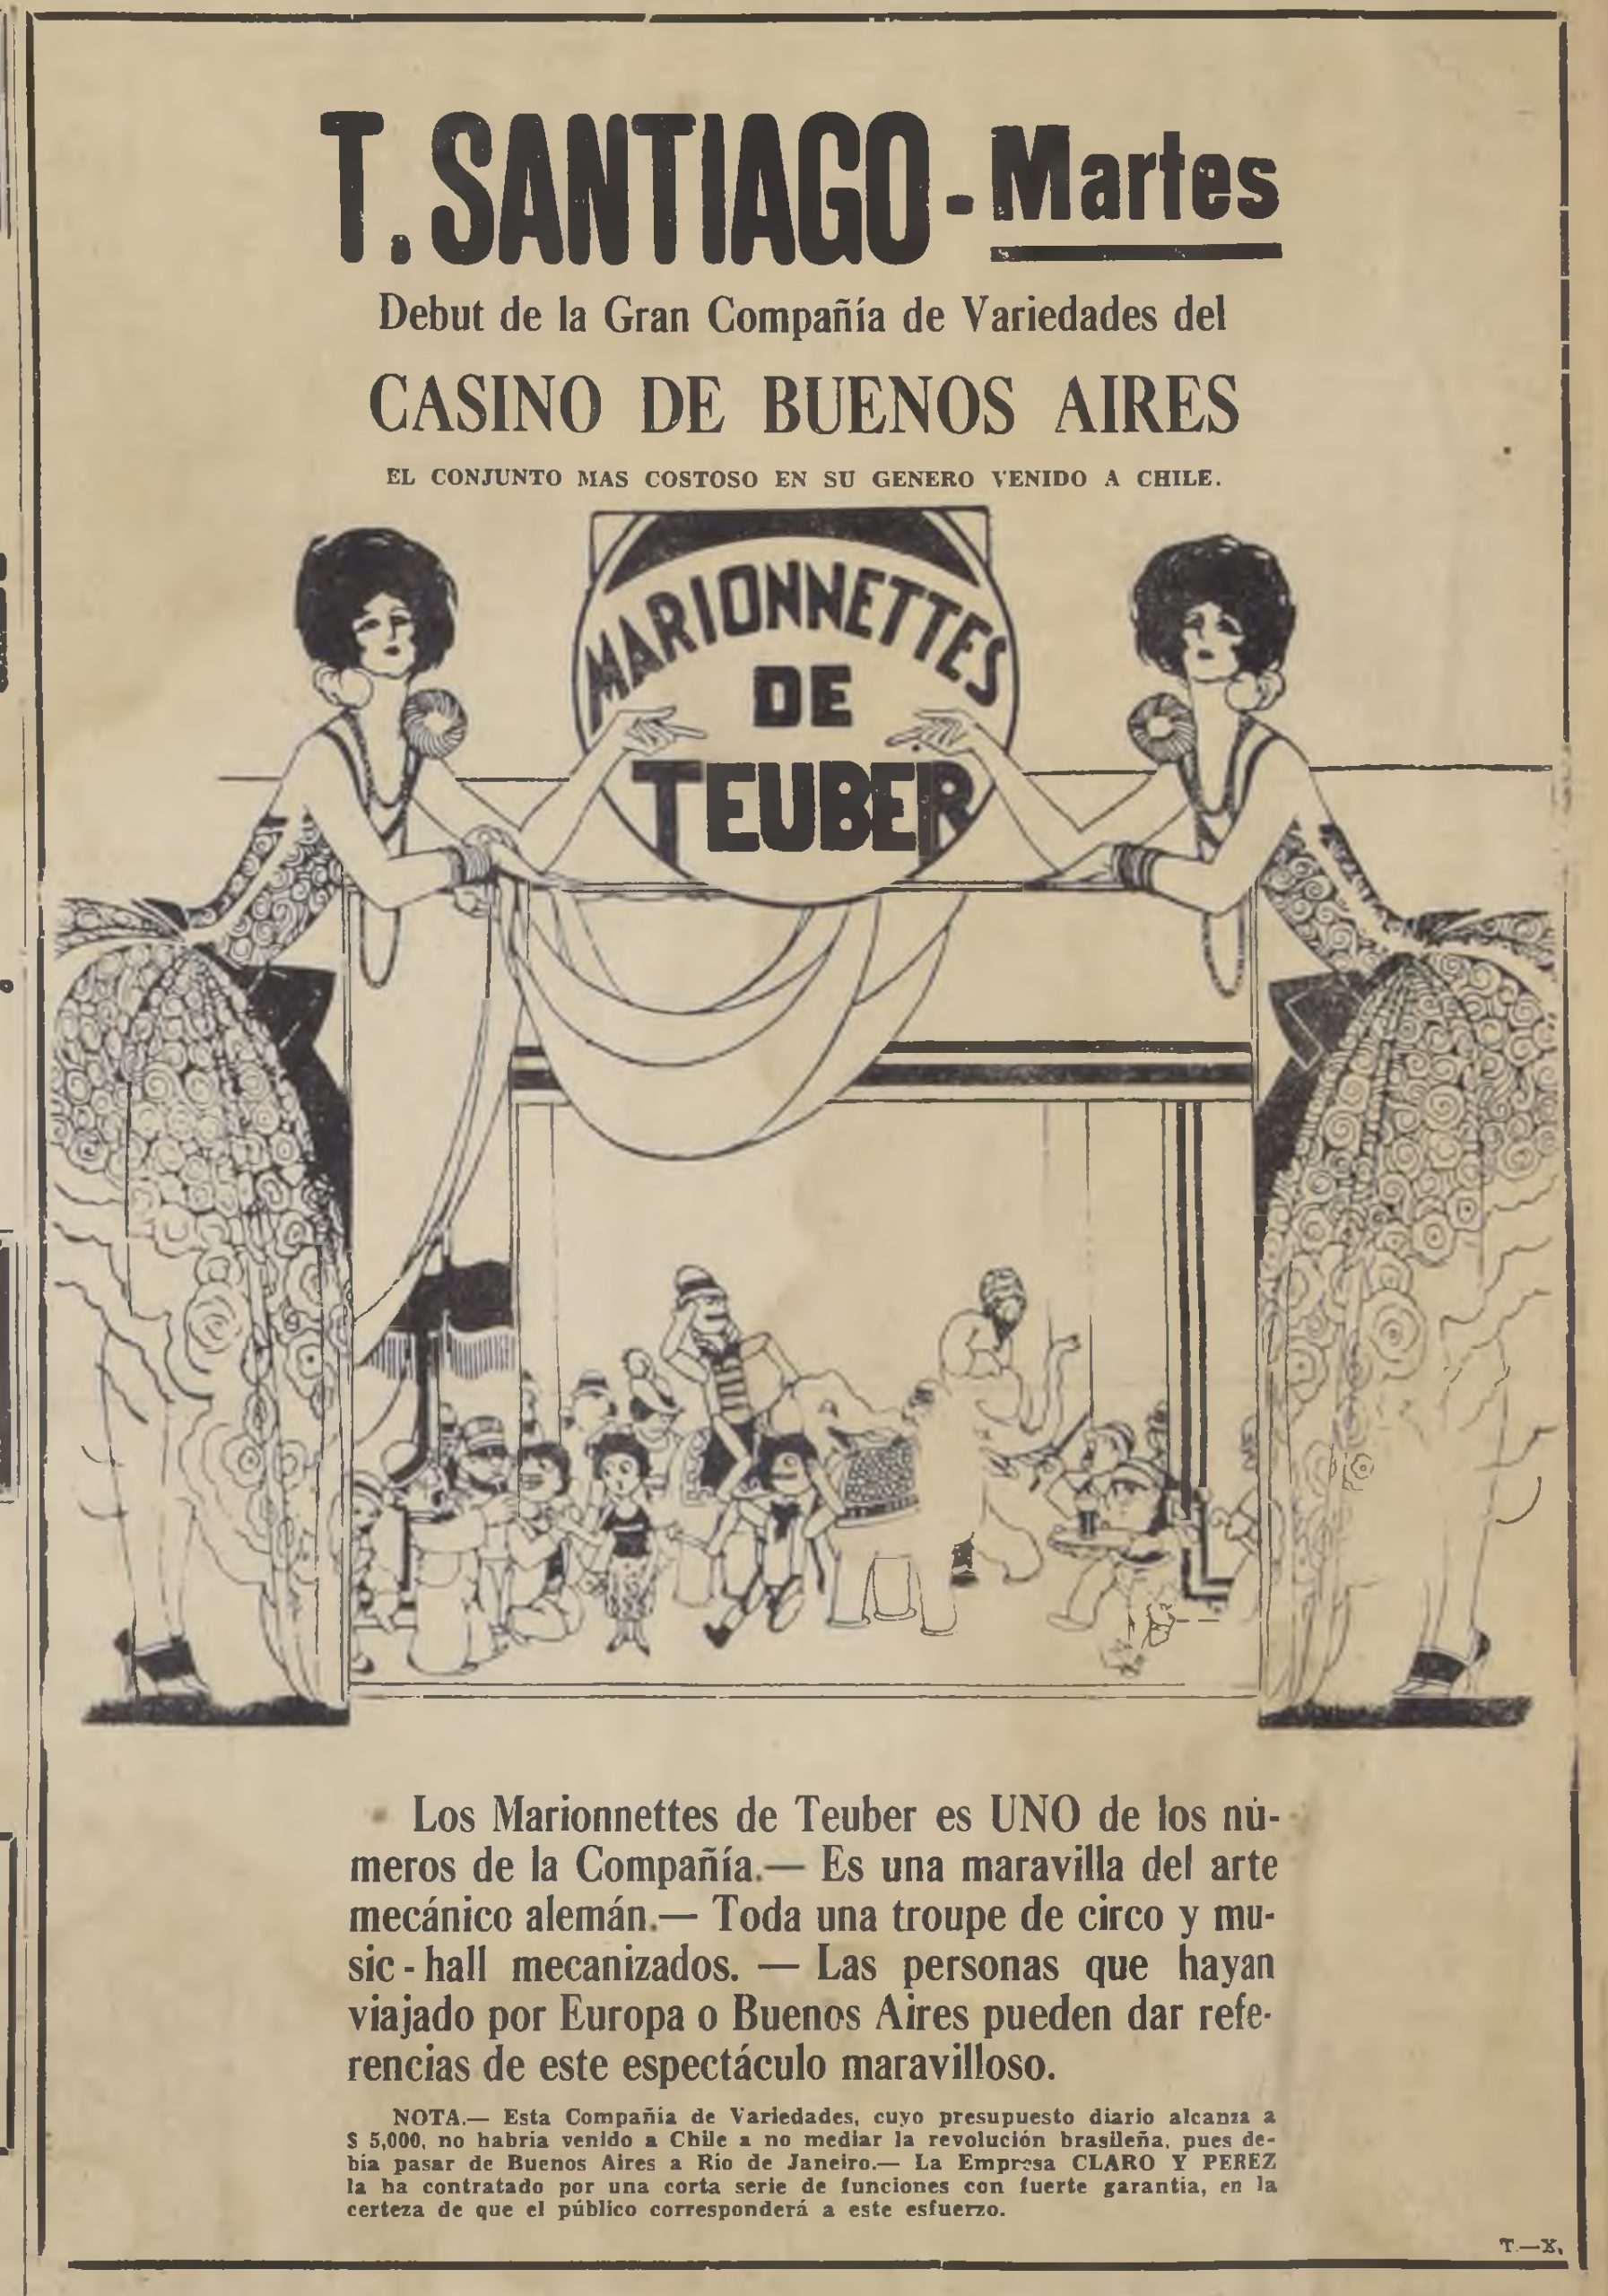 T. SANTIAGO - Martes
Debut de la Gran Compañía de Variedades del
CASINO DE BUENOS AIRES
EL CONJUNTO MAS COSTOSO EN SU GENERO VENIDO A CHILE.
MARIONNETTES
DE
TEUBER
Los Marionnettes de Teuber es UNO de los nú-
meros de la Compañía.— Es una maravilla del arte
mecánico alemán.— Toda una troupe de circo y mu-
sic-hall mecanizados. — Las personas que hayan
viajado por Europa o Buenos Aires pueden dar refe-
rencias de este espectáculo maravilloso.
NOTA.— Esta Compañía de Variedades, cuyo presupuesto diario alcanza a
$ 5,000, no habría venido a Chile a no mediar la revolución brasileña, pues de-
bía pasar de Buenos Aires a Río de Janeiro.— La Empresa CLARO Y PEREZ
la ha contratado por una corta serie de funciones con fuerte garantía, en la
certeza de que el público corresponderá a este esfuerzo.
T.—X.